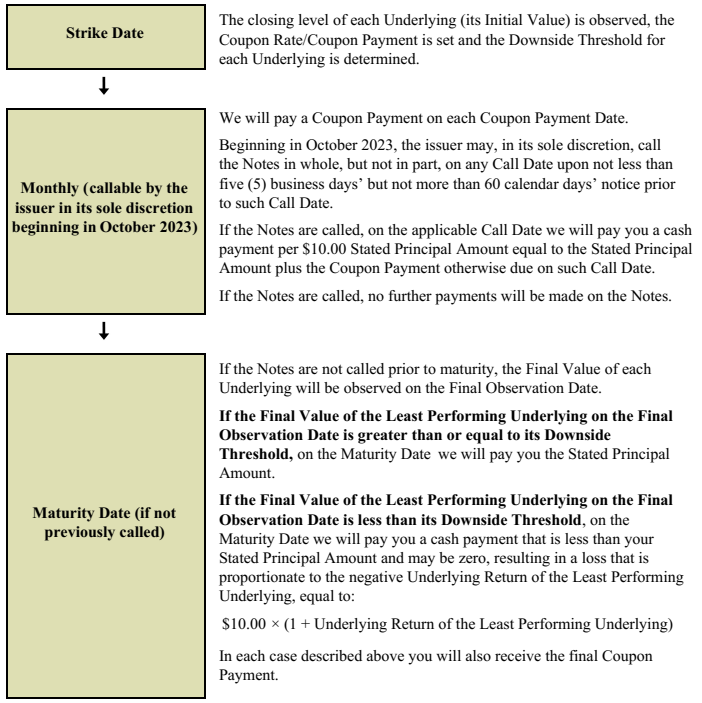 Strike Date
The closing level of each Underlying (its Initial Value) is observed, the
Coupon Rate/Coupon Payment is set and the Downside Threshold for
each Underlying is determined.
Monthly (callable by the
issuer in its sole discretion
beginning in October 2023)
We will pay a Coupon Payment on each Coupon Payment Date.
Beginning in October 2023, the issuer may, in its sole discretion, call
the Notes in whole, but not in part, on any Call Date upon not less than
five (5) business days’ but not more than 60 calendar days’ notice prior
to such Call Date.
If the Notes are called, on the applicable Call Date we will pay you a cash
payment per $10.00 Stated Principal Amount equal to the Stated Principal
Amount plus the Coupon Payment otherwise due on such Call Date.
If the Notes are called, no further payments will be made on the Notes.
Maturity Date (if not
previously called)
If the Notes are not called prior to maturity, the Final Value of each
Underlying will be observed on the Final Observation Date.
If the Final Value of the Least Performing Underlying on the Final
Observation Date is greater than or equal to its Downside
Threshold, on the Maturity Date we will pay you the Stated Principal
Amount.
If the Final Value of the Least Performing Underlying on the Final
Observation Date is less than its Downside Threshold, on the
Maturity Date we will pay you a cash payment that is less than your
Stated Principal Amount and may be zero, resulting in a loss that is
proportionate to the negative Underlying Return of the Least Performing
Underlying, equal to:
$10.00 × (1 + Underlying Return of the Least Performing Underlying)
In each case described above you will also receive the final Coupon
Payment.